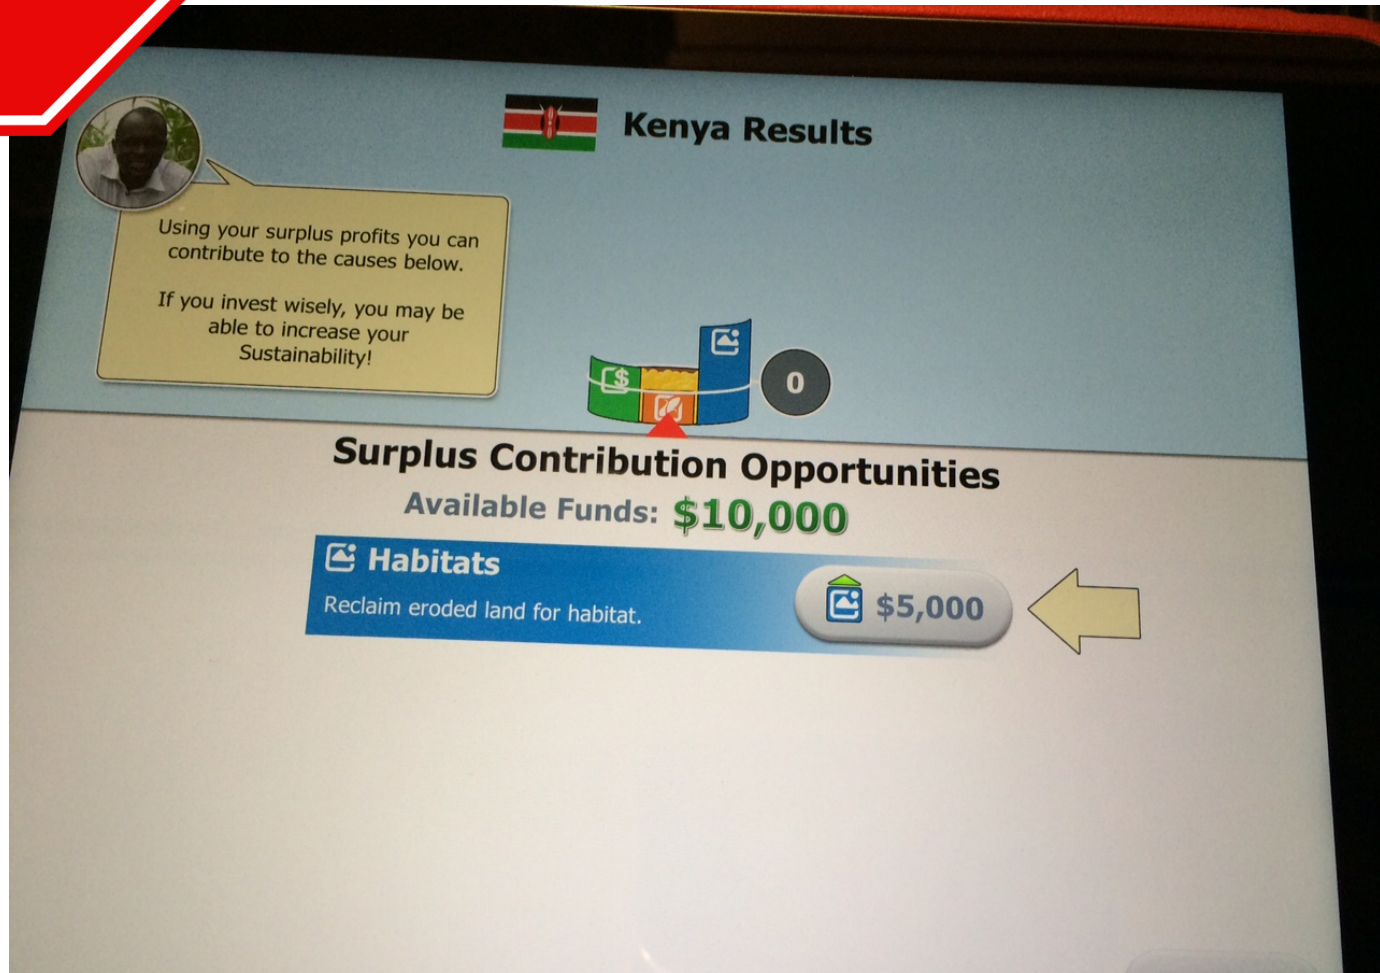 Kenya Results
Using your surplus profits you can
contribute to the causes below.
If you invest wisely, you may be
able to increase your
Sustainability!
$
0
Surplus Contribution Opportunities
Available Funds: $10,000
Habitats
Reclaim eroded land for habitat.
$5,000